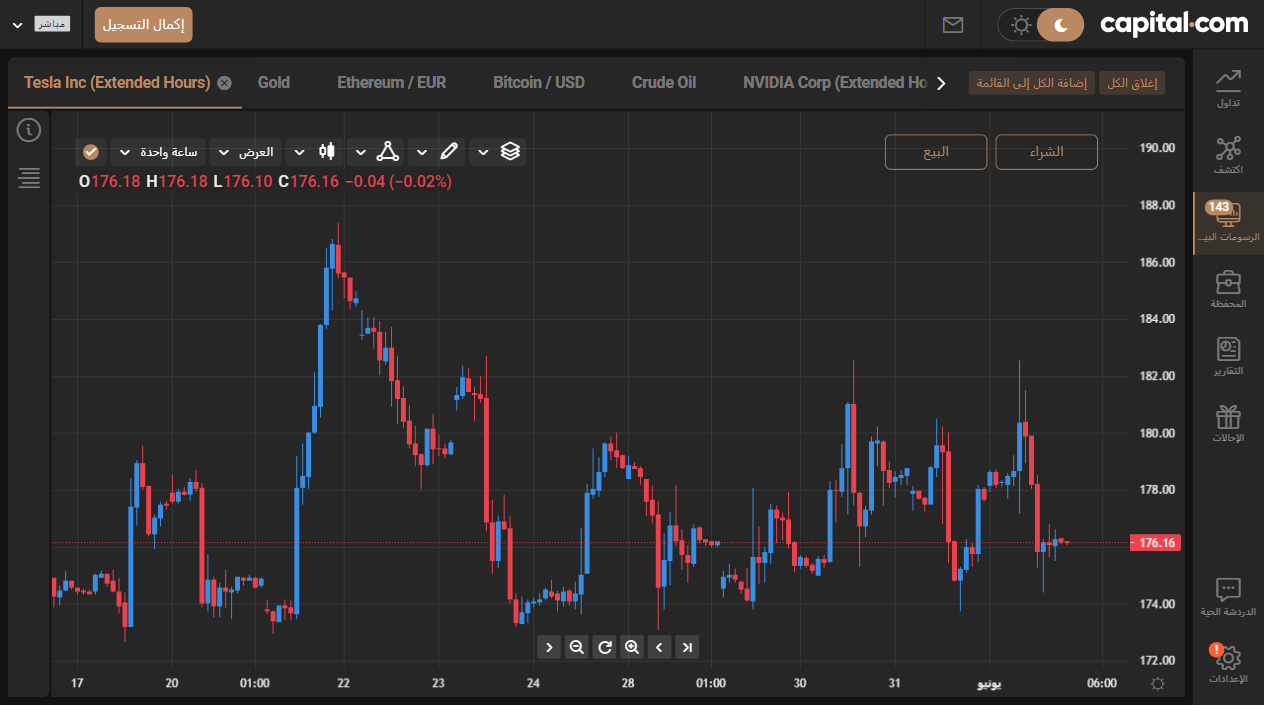 مباشر
إكمال التسجيل
capital.com
Tesla Inc (Extended Hours)
Gold
Ethereum / EUR
Bitcoin / USD
Crude Oil
NVIDIA Corp (Extended Ho
إضافة الكل إلى القائمة
إغلاق الكل
ساعة واحدة
العرض
البيع
الشراء
O176.18 H176.18 L176.10 C176.16 −0.04 (−0.02%)
190.00
188.00
186.00
184.00
182.00
180.00
178.00
176.16
174.00
172.00
17
20
01:00
22
23
24
28
01:00
30
31
يونيو
06:00
تداول
اكتشف
143
الرسومات البيـ...
المحفظة
التقارير
الإحالات
الدردشة الحية
!
الإعدادات